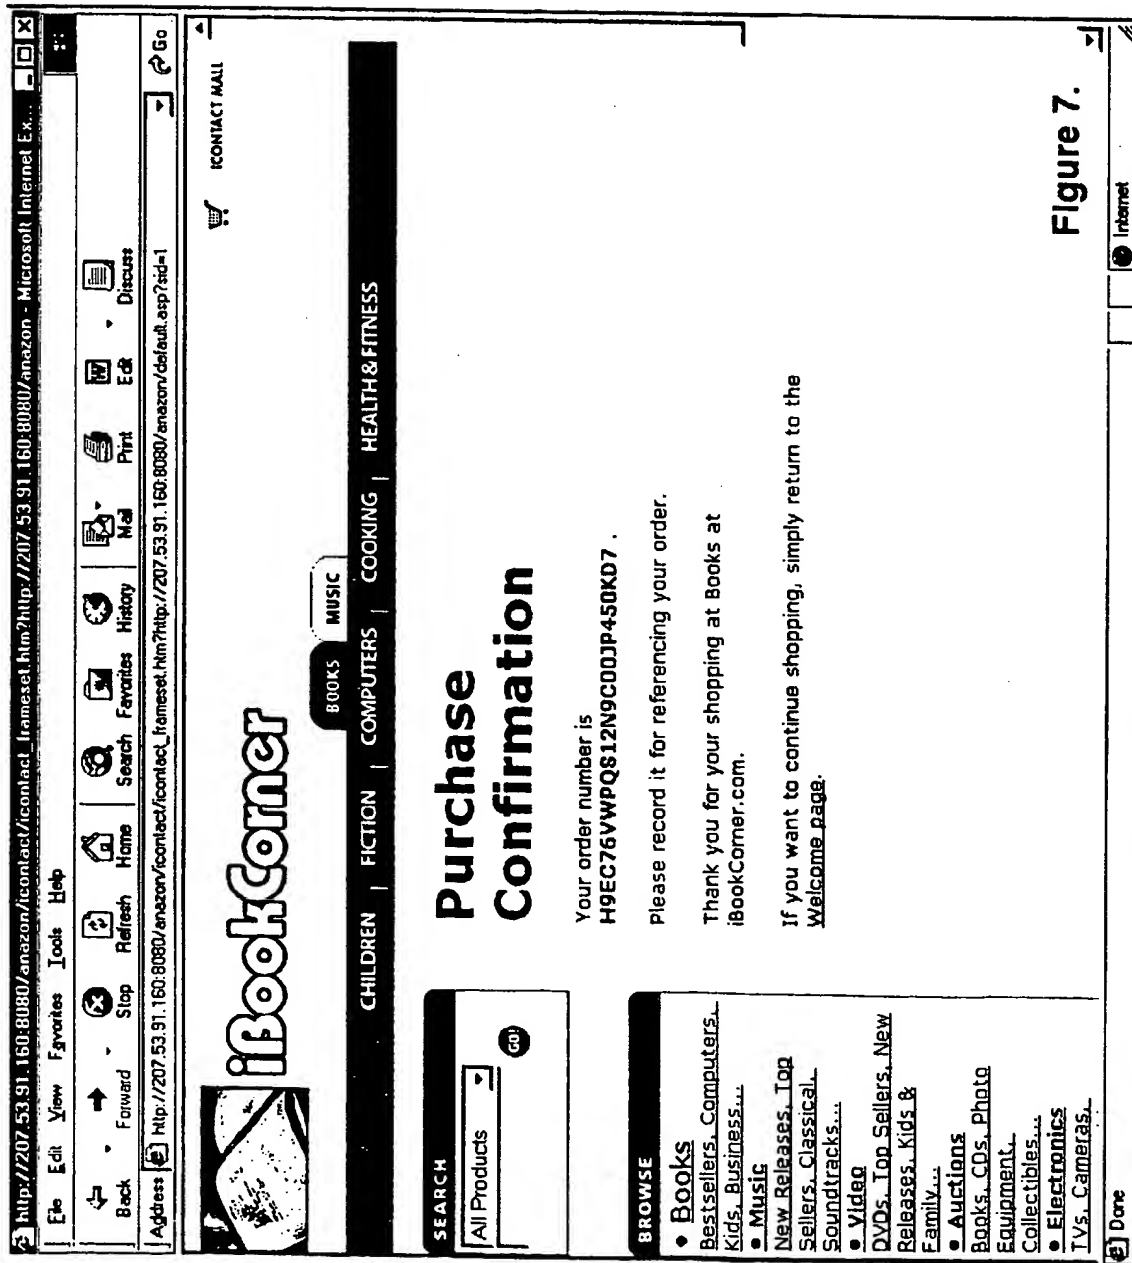 http://207.53.91.160:8080/anazon/icontact/icontact_frameset.htm?http://207.53.91.160:8080/anazon - Microsoft Internet Ex...
File Edit View Favorites Tools Help
Back Forward Stop Refresh Home Search Favorites History Mail Print Edit Discuss
Address http://207.53.91.160:8080/anazon/icontact/icontact_frameset.htm?http://207.53.91.160:8080/anazon/default.asp?sid=1 Go
iBookCorner
ICONTACT MALL
BOOKS MUSIC
CHILDREN | FICTION | COMPUTERS | COOKING | HEALTH & FITNESS
SEARCH
All Products
GO!
BROWSE
• Books
Bestsellers, Computers,
Kids, Business...
• Music
New Releases, Top
Sellers, Classical,
Soundtracks...
• Video
DVDs, Top Sellers, New
Releases, Kids &
Family...
• Auctions
Books, CDs, Photo
Equipment,
Collectibles...
• Electronics
TVs, Cameras,
Purchase
Confirmation
Your order number is
H9EC76VWPQS12N9C00JP450KD7 .
Please record it for referencing your order.
Thank you for your shopping at Books at
iBookCorner.com.
If you want to continue shopping, simply return to the
Welcome page.
Figure 7.
Done
Internet